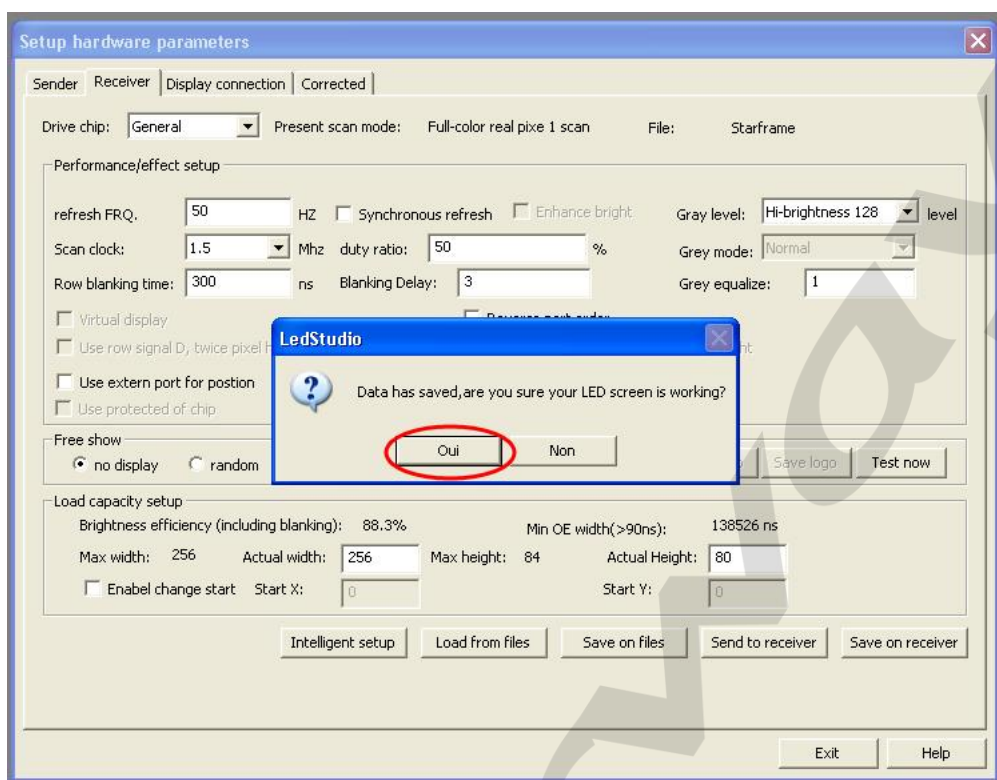 Setup hardware parameters
Sender Receiver Display connection Corrected
Drive chip: General Present scan mode: Full-color real pixe 1 scan File: Starframe
Performance/effect setup
refresh FRQ. 50 HZ Synchronous refresh Enhance bright Gray level: Hi-brightness 128 level
Scan clock: 1.5 Mhz duty ratio: 50 % Grey mode: Normal
Row blanking time: 300 ns Blanking Delay: 3 Grey equalize: 1
Virtual display
Use row signal D, twice pixel
LedStudio
Data has saved,are you sure your LED screen is working?
Oui Non
Use extern port for postion
Use protected of chip
Free show
no display random Save logo Test now
Load capacity setup
Brightness efficiency (including blanking): 88.3% Min OE width(>90ns): 138526 ns
Max width: 256 Actual width: 256 Max height: 84 Actual Height: 80
Enabel change start Start X: 0 Start Y: 0
Intelligent setup Load from files Save on files Send to receiver Save on receiver
Exit Help